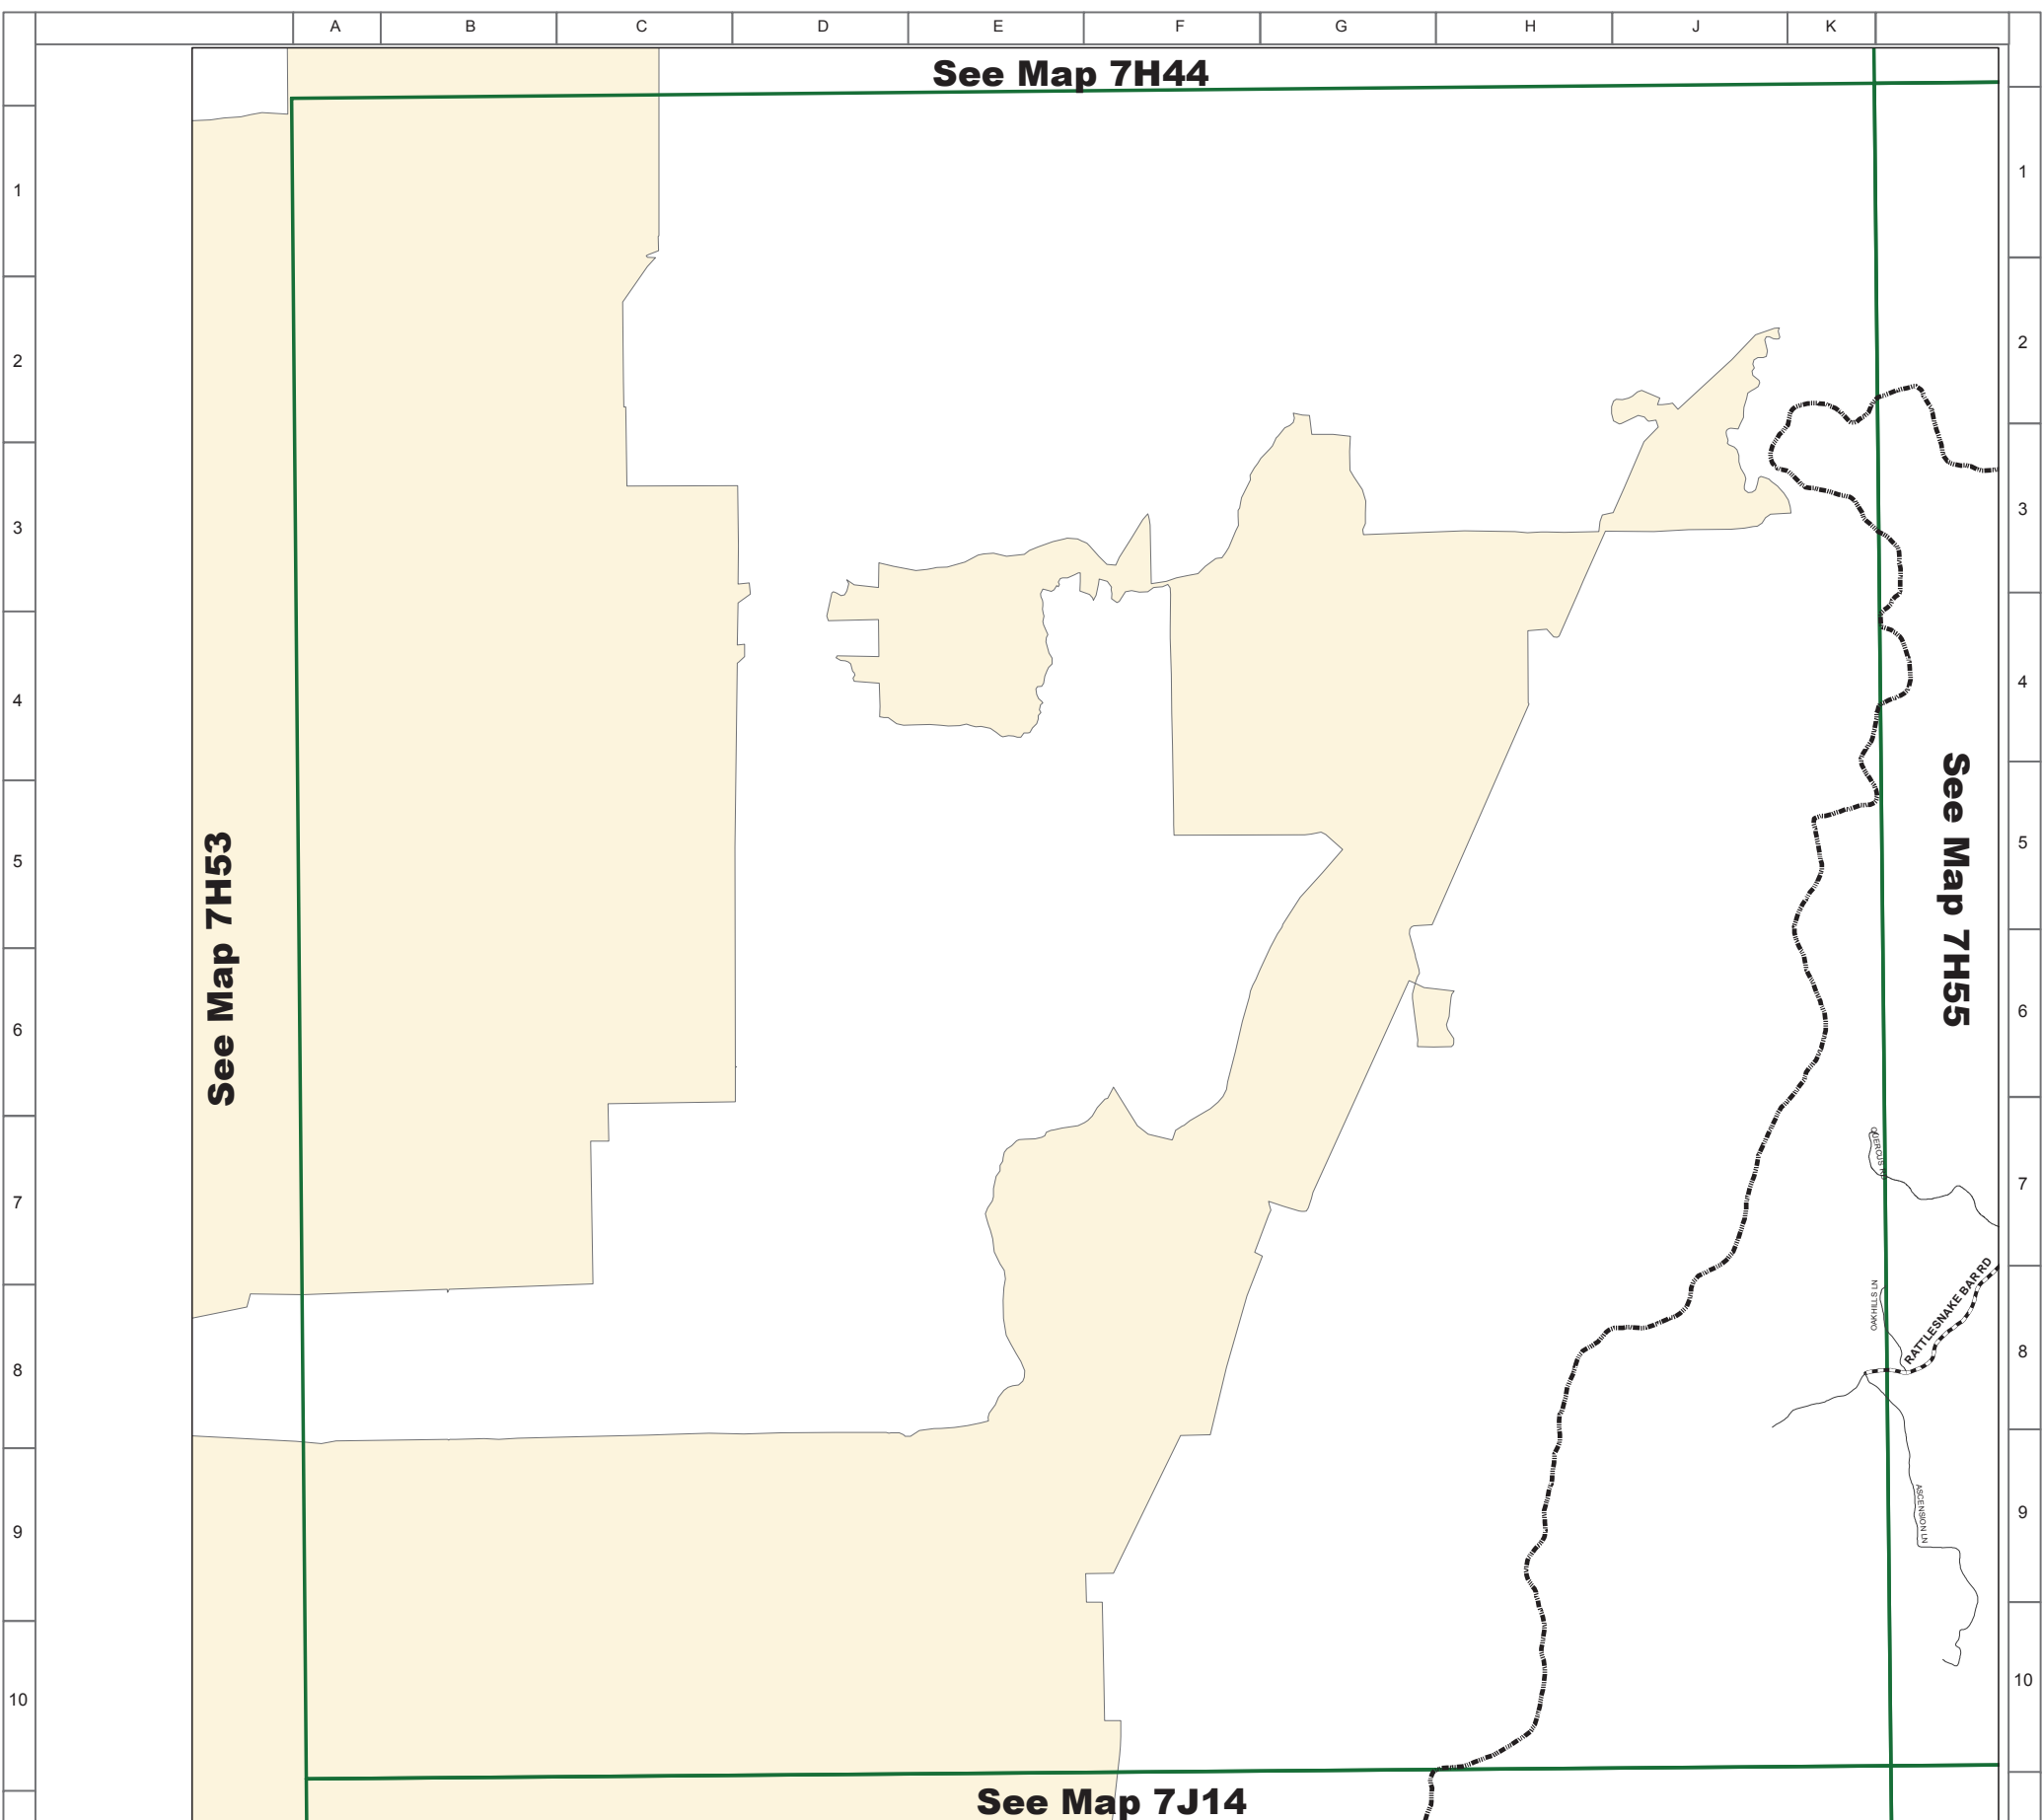 A B C D E F G H J K
See Map 7H44
1 1
2 2
3 3
4 4
See Map 7H55
5 5
See Map 7H53
6 6
QUERCUS RD
7 7
OAKHILLS LN
RATTLESNAKE BAR RD
8 8
ASCENSION LN
9 9
10 10
See Map 7J14